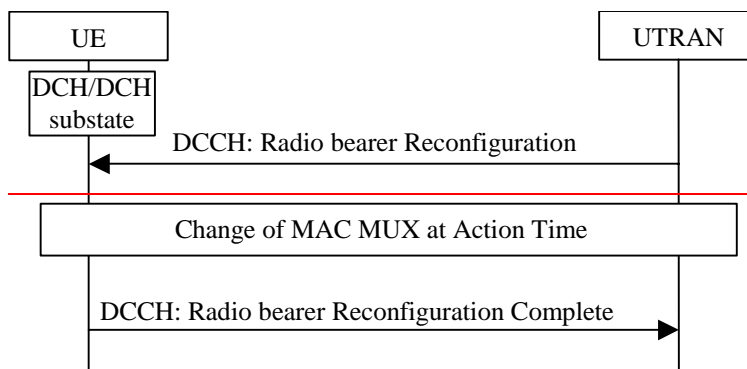 UE
UTRAN
DCH/DCH
substate
DCCH: Radio bearer Reconfiguration
Change of MAC MUX at Action Time
DCCH: Radio bearer Reconfiguration Complete